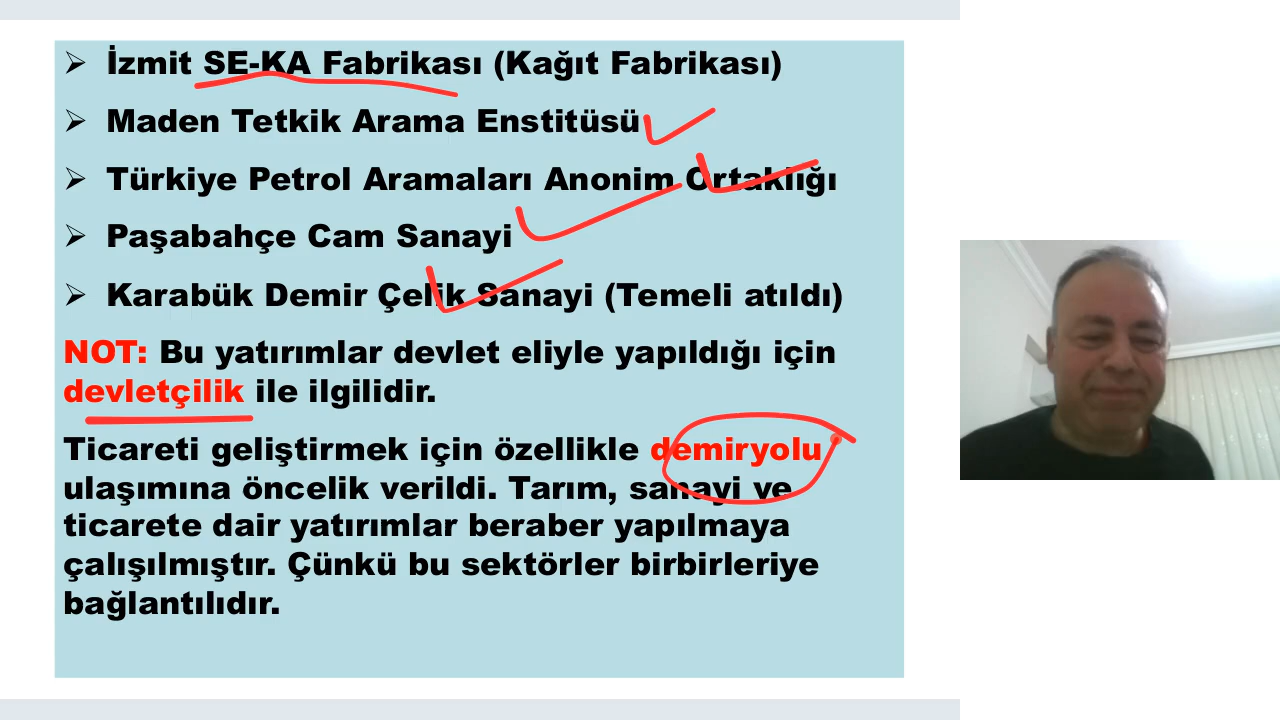 İzmit SE-KA Fabrikası (Kağıt Fabrikası)
Maden Tetkik Arama Enstitüsü
Türkiye Petrol Aramaları Anonim Ortaklığı
Paşabahçe Cam Sanayi
Karabük Demir Çelik Sanayi (Temeli atıldı)
NOT: Bu yatırımlar devlet eliyle yapıldığı için
devletçilik ile ilgilidir.
Ticareti geliştirmek için özellikle demiryolu
ulaşımına öncelik verildi. Tarım, sanayi ve
ticarete dair yatırımlar beraber yapılmaya
çalışılmıştır. Çünkü bu sektörler birbirleriye
bağlantılıdır.